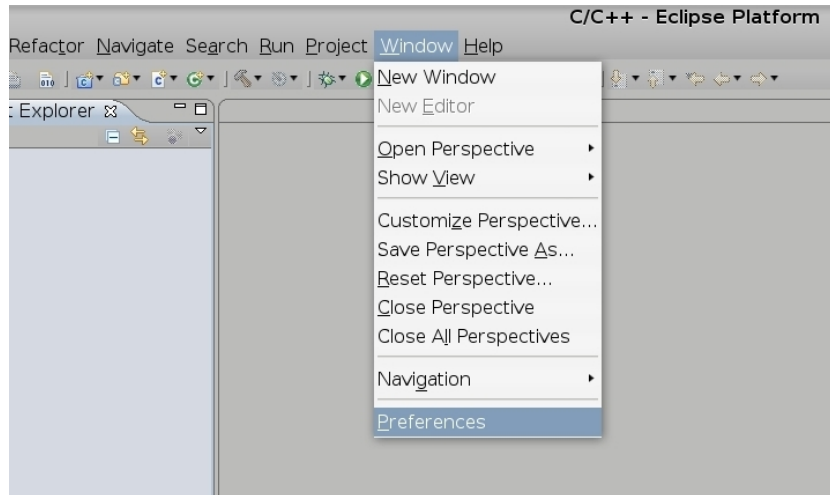 C/C++ - Eclipse Platform
Refactor Navigate Search Run Project Window Help
Explorer
New Window
New Editor
Open Perspective
Show View
Customize Perspective...
Save Perspective As...
Reset Perspective...
Close Perspective
Close All Perspectives
Navigation
Preferences